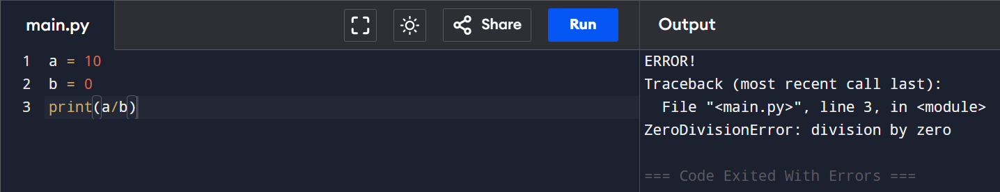 main.py
Share
Run
Output
1 a = 10
2 b = 0
3 print(a/b)
ERROR!
Traceback (most recent call last):
  File "<main.py>", line 3, in <module>
ZeroDivisionError: division by zero
=== Code Exited With Errors ===